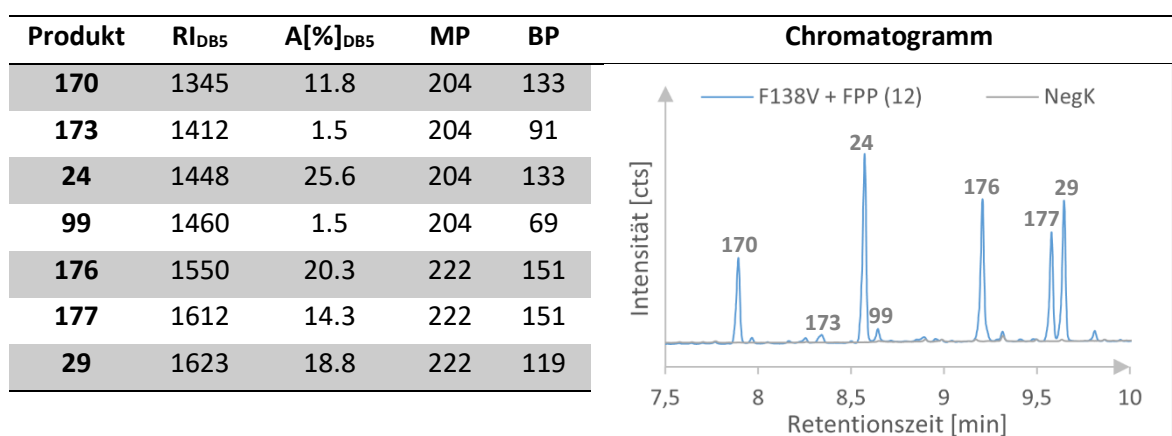 Produkt RIDB5 A[%]DB5 MP BP Chromatogramm
170 1345 11.8 204 133
173 1412 1.5 204 91
24 1448 25.6 204 133
99 1460 1.5 204 69
176 1550 20.3 222 151
177 1612 14.3 222 151
29 1623 18.8 222 119
F138V + FPP (12) NegK
24
176 29
177
170
173 99
Intensität [cts]
7,5 8 8,5 9 9,5 10
Retentionszeit [min]